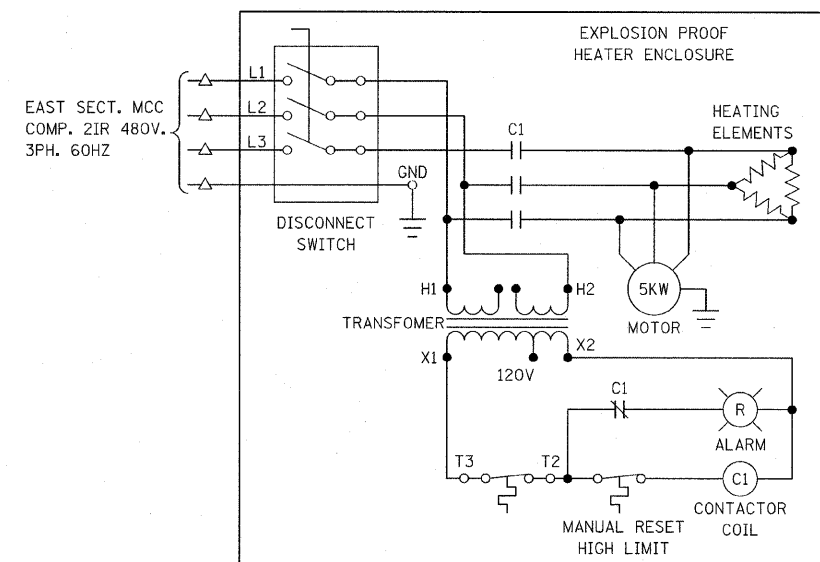 EXPLOSION PROOF
HEATER ENCLOSURE
EAST SECT. MCC
COMP. 2IR 480V.
3PH. 60HZ
L1
L2
L3
GND
DISCONNECT
SWITCH
C1
HEATING
ELEMENTS
H1
H2
5KW
MOTOR
TRANSFOMER
X1
X2
120V
C1
R
ALARM
T3
T2
C1
CONTACTOR
COIL
MANUAL RESET
HIGH LIMIT